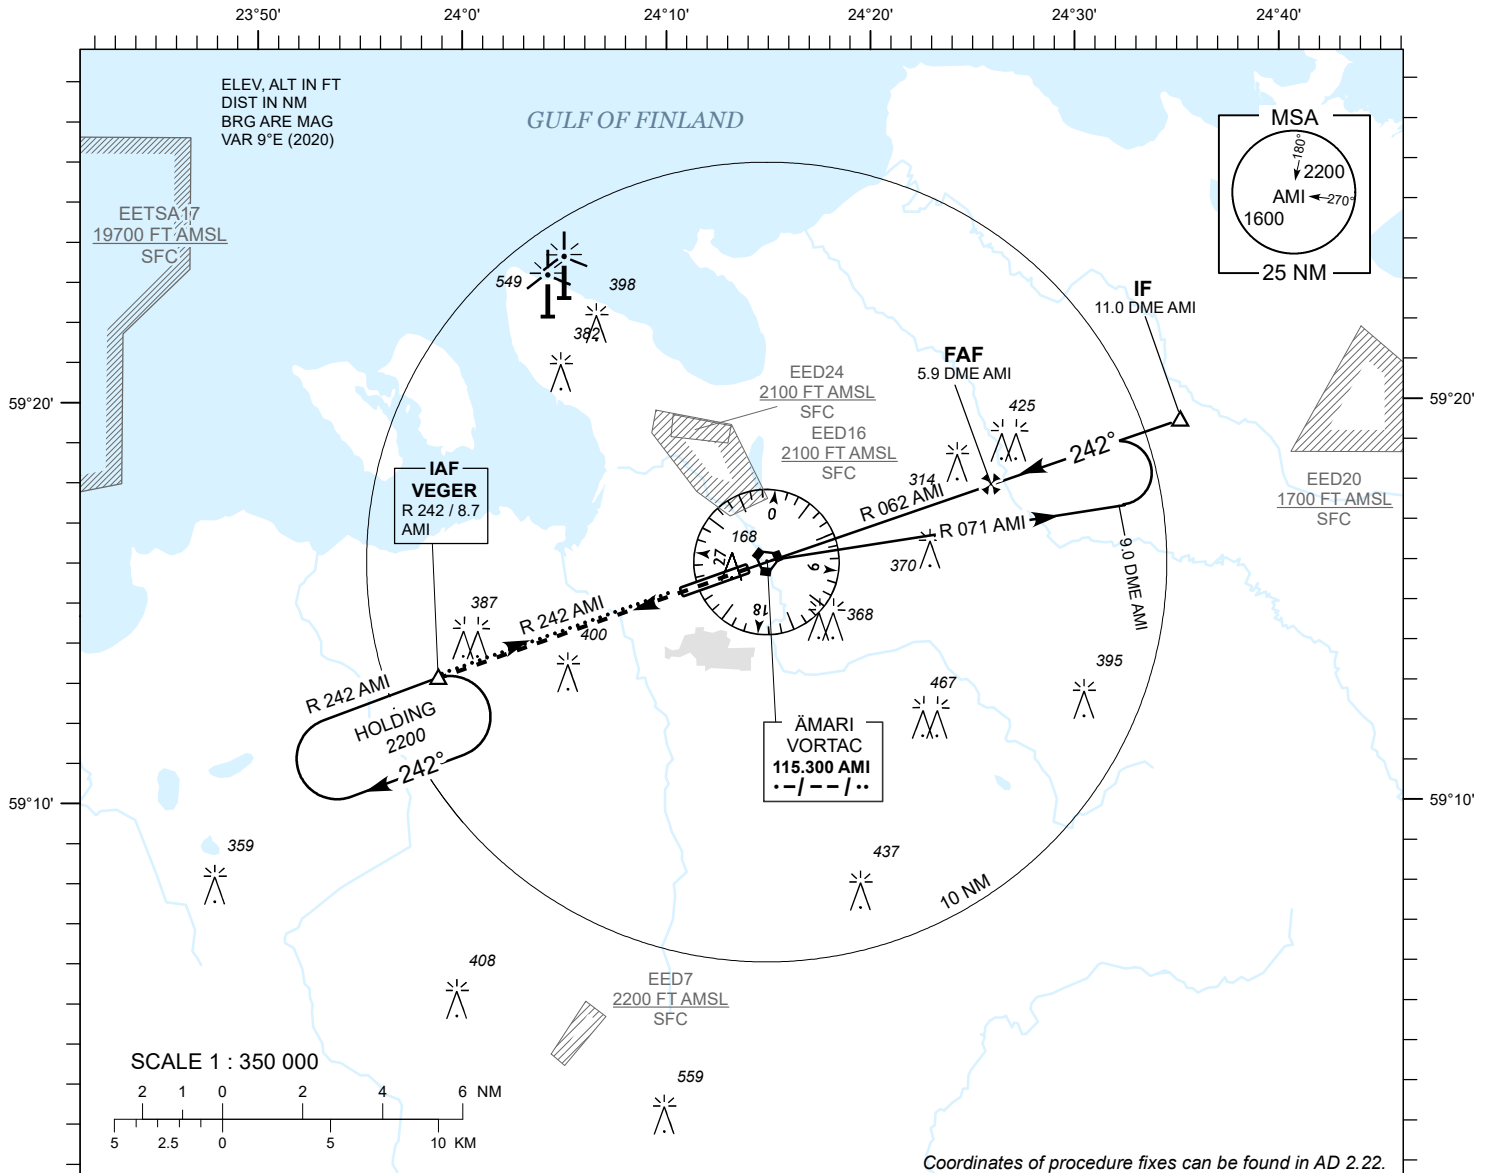 23°50'
24°0'
24°10'
24°20'
24°30'
24°40'
ELEV, ALT IN FT
DIST IN NM
BRG ARE MAG
VAR 9°E (2020)
GULF OF FINLAND
MSA
180°
2200
AMI
270°
1600
25 NM
EETSA17
19700 FT AMSL
SFC
549
398
382
IF
11.0 DME AMI
FAF
5.9 DME AMI
EED24
2100 FT AMSL
SFC
EED16
2100 FT AMSL
SFC
59°20'
59°20'
425
314
242°
IAF
VEGER
R 242 / 8.7
AMI
EED20
1700 FT AMSL
SFC
R 062 AMI
R 071 AMI
9.0 DME AMI
0
9
18
27
168
370
387
R 242 AMI
400
368
R 242 AMI
HOLDING
2200
242°
395
467
ÄMARI
VORTAC
115.300 AMI
·–/––/··
59°10'
59°10'
359
437
10 NM
408
EED7
2200 FT AMSL
SFC
559
SCALE 1 : 350 000
2 1 0 2 4 6 NM
5 2.5 0 5 10 KM
Coordinates of procedure fixes can be found in AD 2.22.